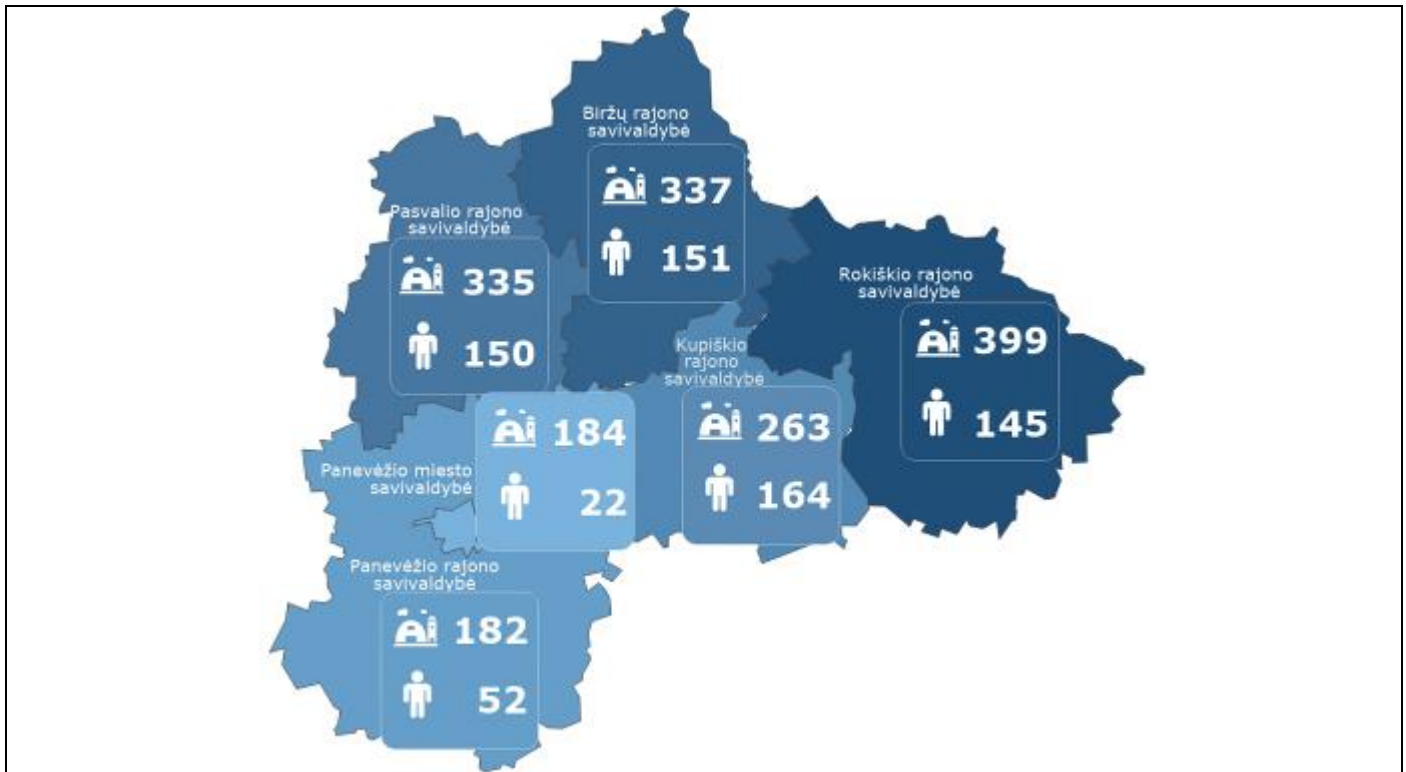 Biržų rajono
savivaldybė
337
151
Pasvalio rajono
savivaldybė
335
150
Rokiškio rajono
savivaldybė
399
145
Kupiškio
rajono
savivaldybė
263
164
Panevėžio miesto
savivaldybė
184
22
Panevėžio rajono
savivaldybė
182
52